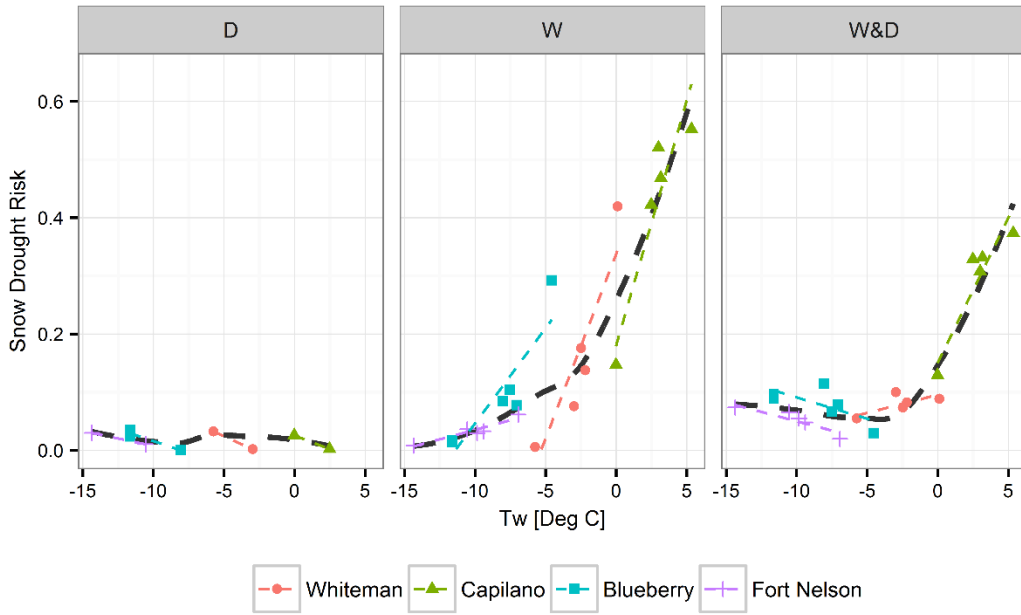 D W W&D
Snow Drought Risk
0.6
0.4
0.2
0.0
-15 -10 -5 0 5 -15 -10 -5 0 5 -15 -10 -5 0 5
Tw [Deg C]
Whiteman Capilano Blueberry Fort Nelson